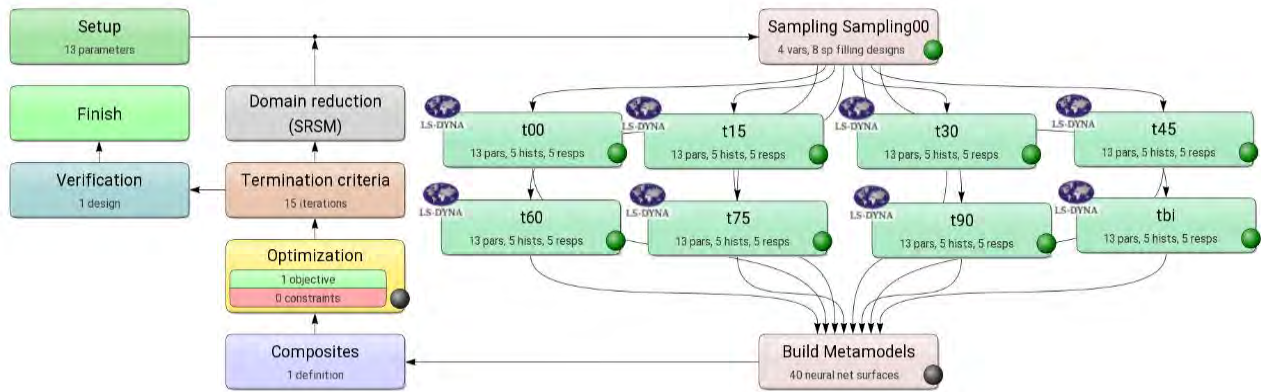 Setup
13 parameters
Sampling Sampling00
4 vars, 8 sp filling designs
Finish
Domain reduction
(SRSM)
LS-DYNA
t00
13 pars, 5 hists, 5 resps
LS-DYNA
t15
13 pars, 5 hists, 5 resps
LS-DYNA
t30
13 pars, 5 hists, 5 resps
LS-DYNA
t45
13 pars, 5 hists, 5 resps
Verification
1 design
Termination criteria
15 iterations
LS-DYNA
t60
13 pars, 5 hists, 5 resps
LS-DYNA
t75
13 pars, 5 hists, 5 resps
LS-DYNA
t90
13 pars, 5 hists, 5 resps
LS-DYNA
tbi
13 pars, 5 hists, 5 resps
Optimization
1 objective
0 constraints
Composites
1 definition
Build Metamodels
40 neural net surfaces